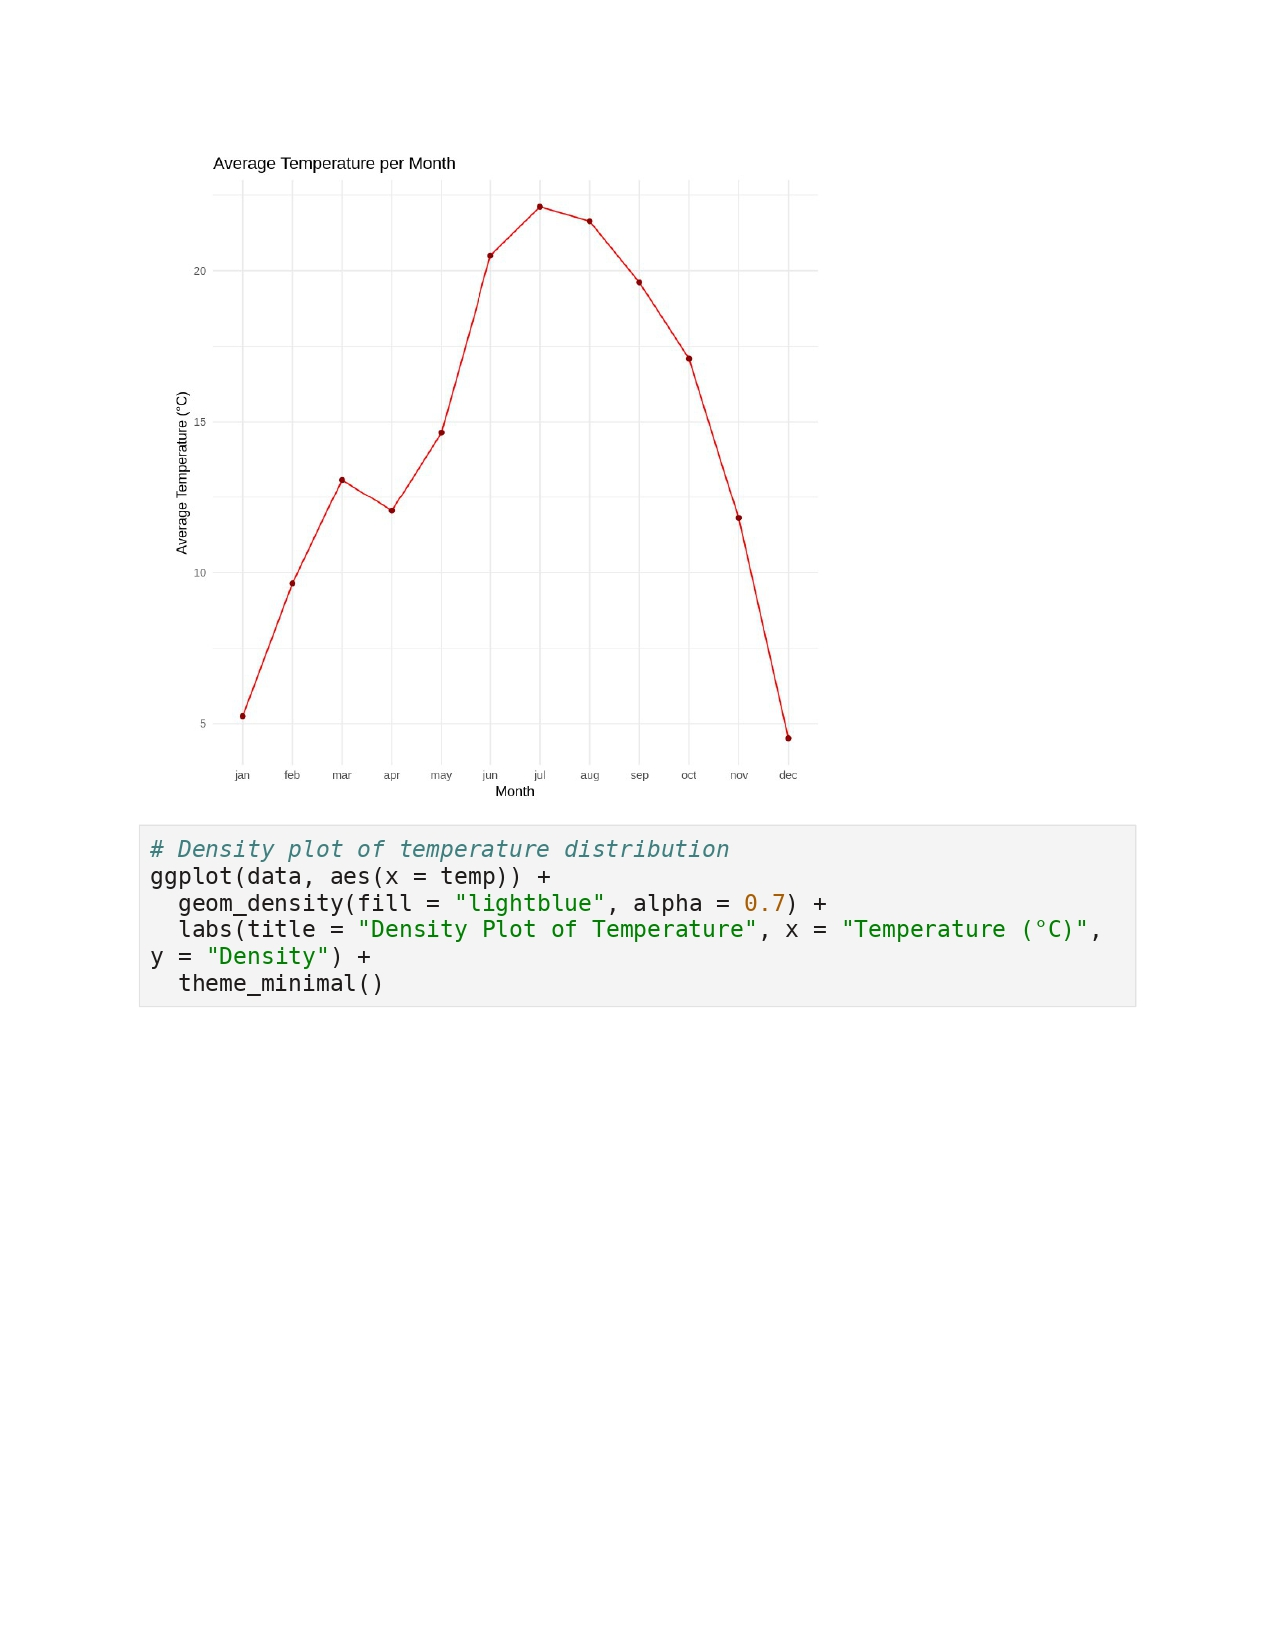 Average Temperature per Month
Average Temperature (°C)
20
15
10
5
jan feb mar apr may jun jul aug sep oct nov dec
Month
# Density plot of temperature distribution
ggplot(data, aes(x = temp)) +
  geom_density(fill = "lightblue", alpha = 0.7) +
  labs(title = "Density Plot of Temperature", x = "Temperature (°C)",
y = "Density") +
  theme_minimal()